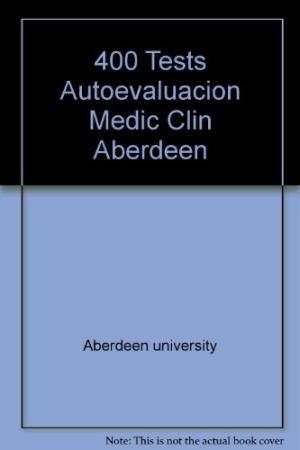 400 Tests
Autoevaluacion
Medic Clin
Aberdeen
Aberdeen university
Note: This is not the actual book cover